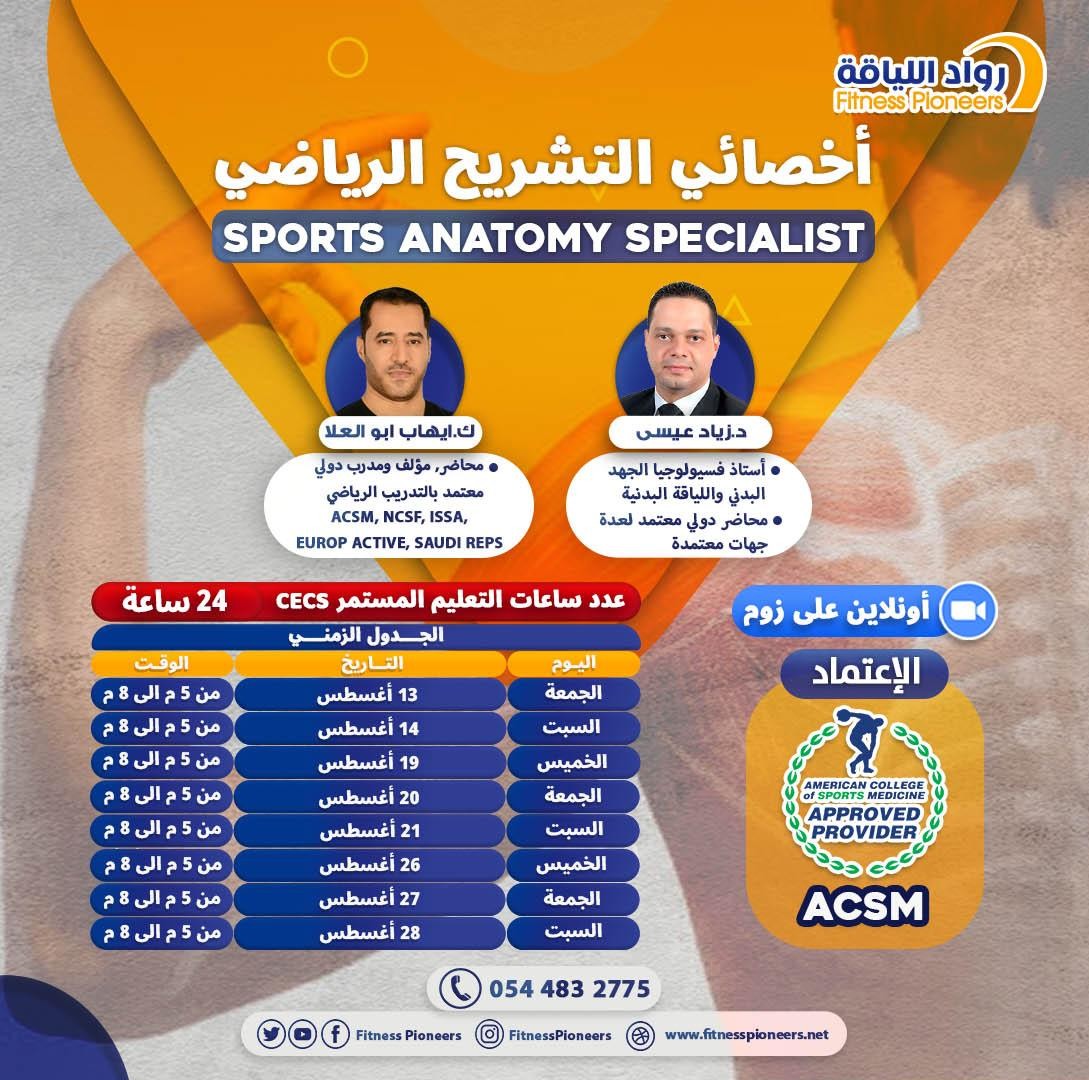 رواد اللياقة
Fitness Pioneers
أخصائي التشريح الرياضي
SPORTS ANATOMY SPECIALIST
د.زياد عيسى
• أستاذ فسيولوجيا الجهد
البدني واللياقة البدنية
• محاضر دولي معتمد لعدة
جهات معتمدة
ك.ايهاب ابو العلا
• محاضر, مؤلف ومدرب دولي
معتمد بالتدريب الرياضي
ACSM, NCSF, ISSA,
EUROP ACTIVE, SAUDI REPS
أونلاين على زوم
الإعتماد
AMERICAN COLLEGE
of SPORTS MEDICINE
APPROVED
PROVIDER
ACSM
عدد ساعات التعليم المستمر CECS 24 ساعة
الجـــدول الزمنـــي
اليـوم التـاريخ الوقـت
الجمعة 13 أغسطس من 5 م الى 8 م
السبت 14 أغسطس من 5 م الى 8 م
الخميس 19 أغسطس من 5 م الى 8 م
الجمعة 20 أغسطس من 5 م الى 8 م
السبت 21 أغسطس من 5 م الى 8 م
الخميس 26 أغسطس من 5 م الى 8 م
الجمعة 27 أغسطس من 5 م الى 8 م
السبت 28 أغسطس من 5 م الى 8 م
054 483 2775
Fitness Pioneers FitnessPioneers www.fitnesspioneers.net